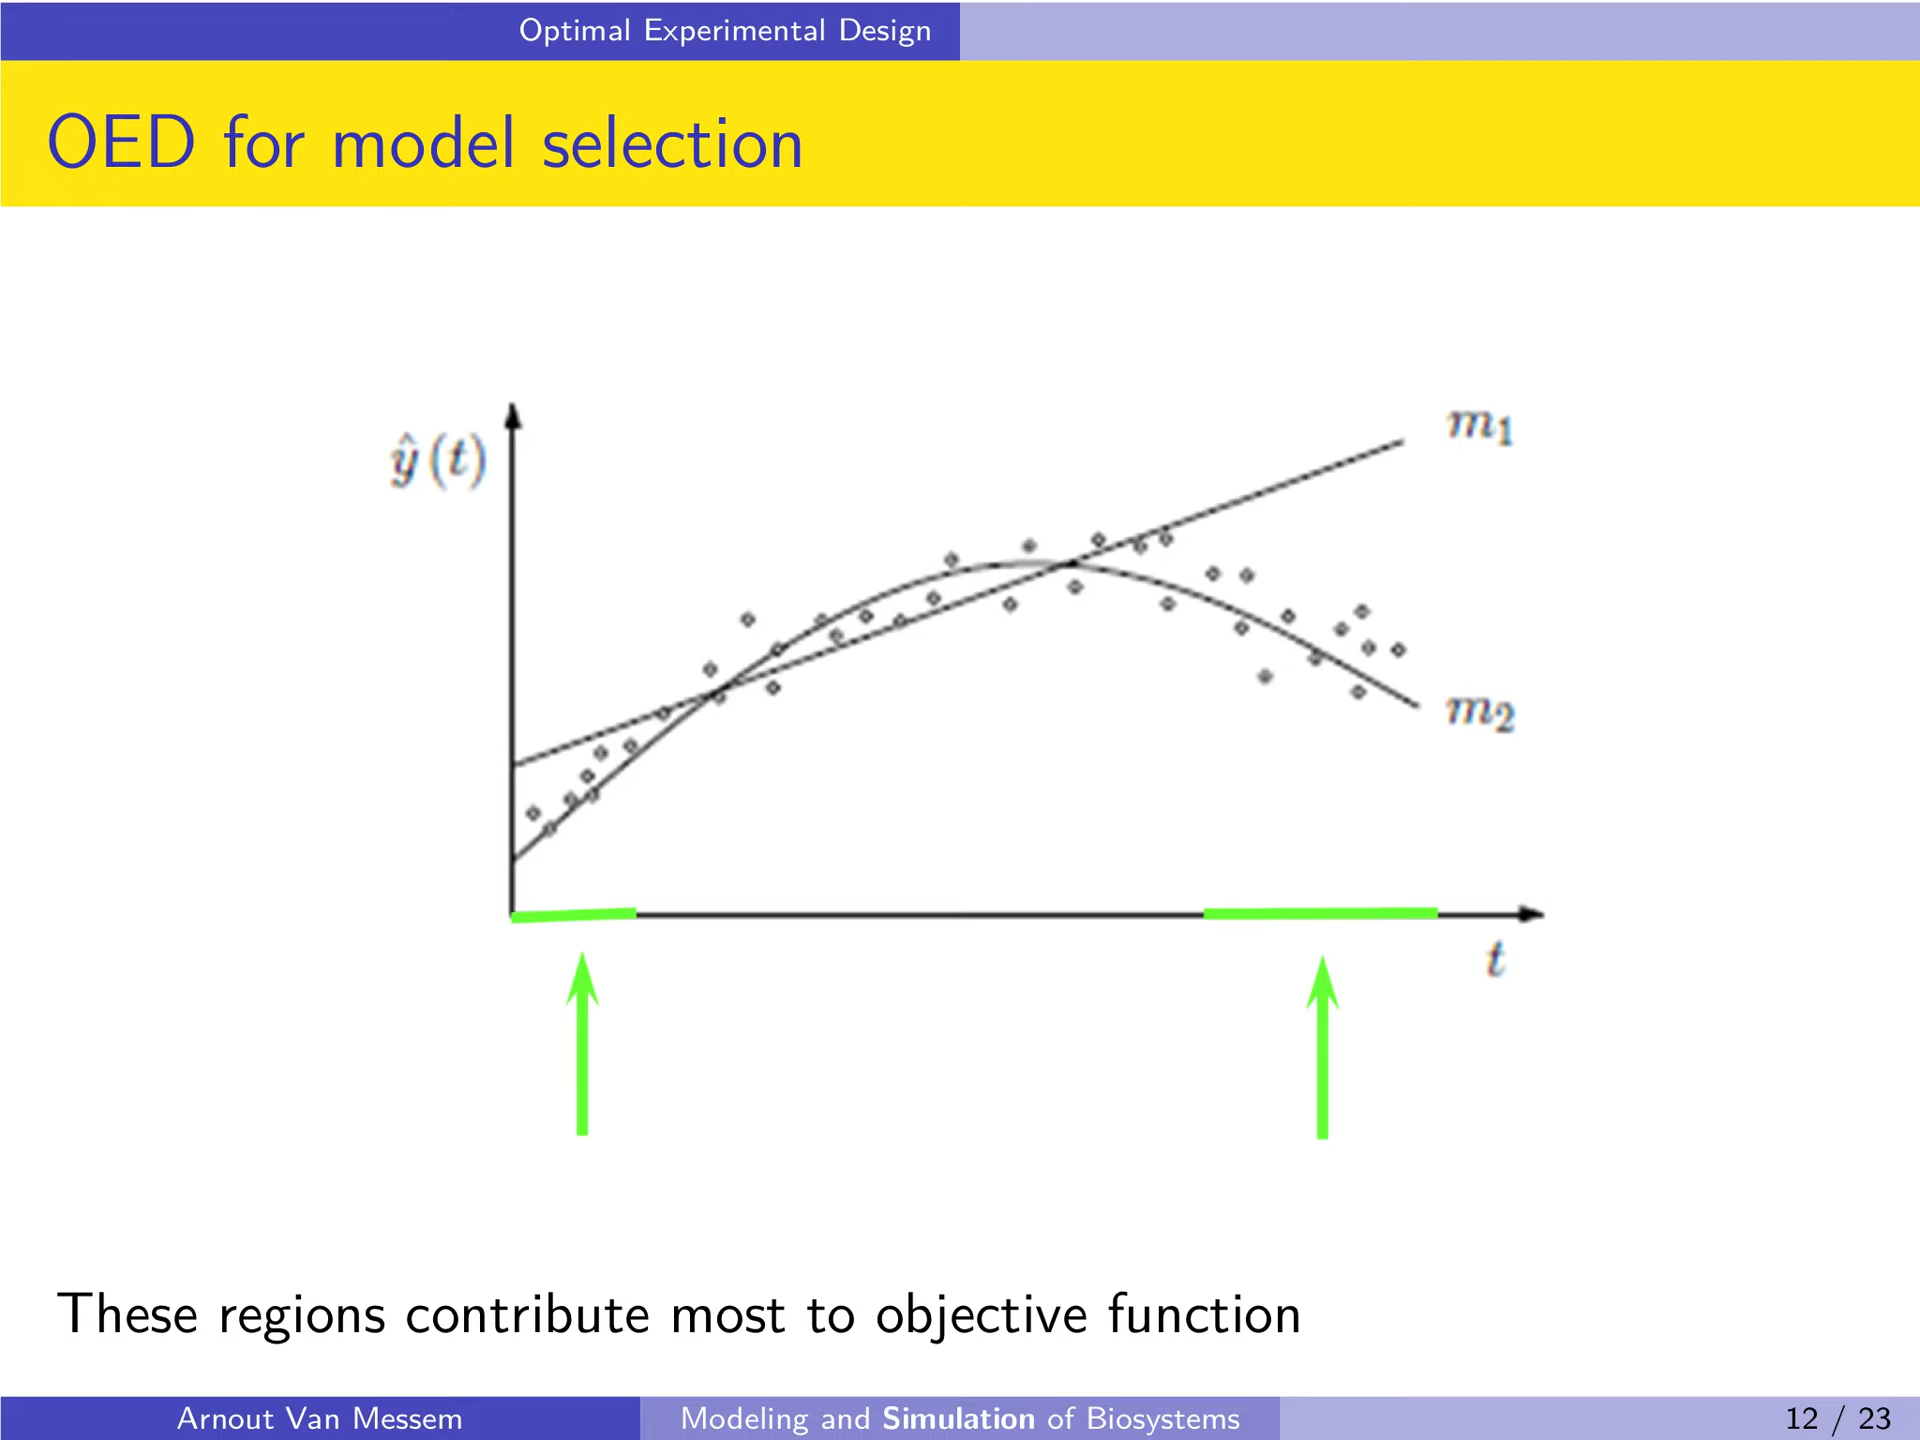 Optimal Experimental Design
OED for model selection
ŷ (t)
m₁
m₂
t
These regions contribute most to objective function
Arnout Van Messem
Modeling and Simulation of Biosystems
12 / 23